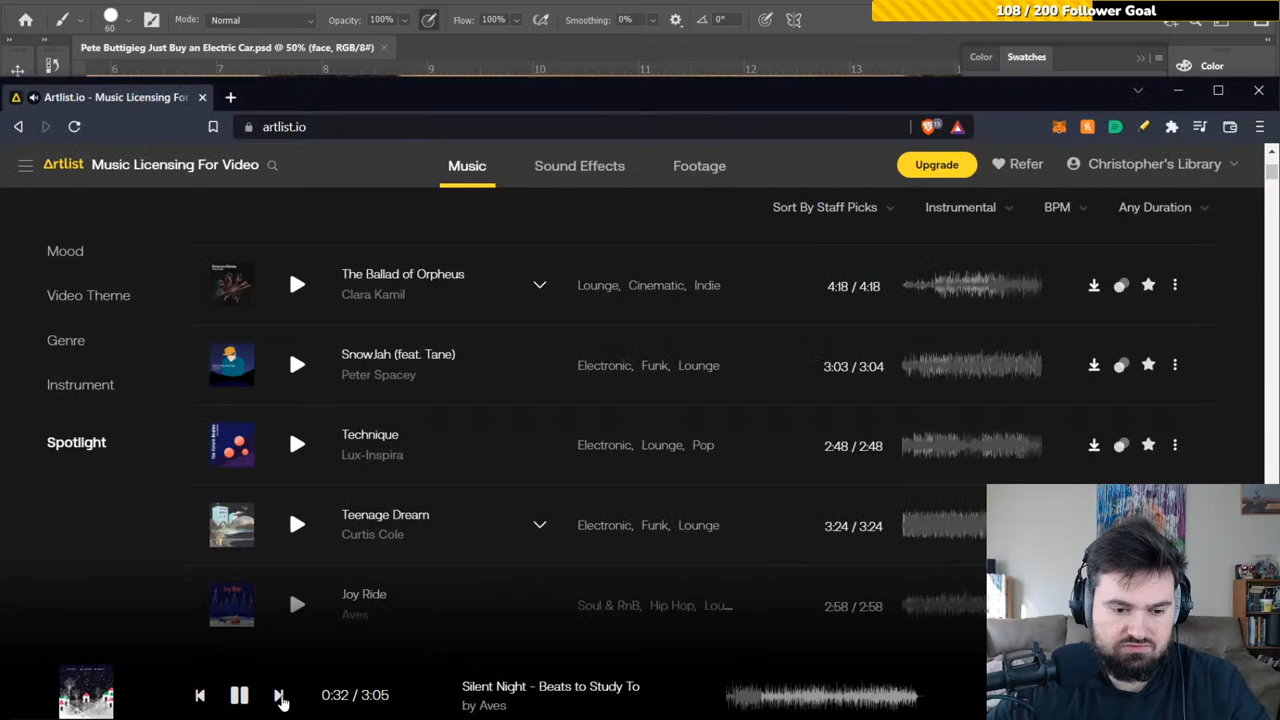 60
Mode: Normal
Opacity: 100%
Flow: 100%
Smoothing: 0%
0°
108 / 200 Follower Goal
Pete Buttigieg Just Buy an Electric Car.psd @ 50% (face, RGB/8#)
Color
Swatches
Color
6 7 8 9 10 11 12 13
Artlist.io - Music Licensing For
artlist.io
15
Artlist Music Licensing For Video
Music
Sound Effects
Footage
Upgrade
Refer
Christopher's Library
Sort By Staff Picks
Instrumental
BPM
Any Duration
Mood
Video Theme
Genre
Instrument
Spotlight
The Ballad of Orpheus
Clara Kamil
Lounge, Cinematic, Indie
4:18 / 4:18
Snow.lah (feat. Tane)
Peter Spacey
Electronic, Funk, Lounge
3:03 / 3:04
Technique
Lux-Inspira
Electronic, Lounge, Pop
2:48 / 2:48
Teenage Dream
Curtis Cole
Electronic, Funk, Lounge
3:24 / 3:24
Joy Ride
Aves
Soul & RnB, Hip Hop, Lou...
2:58 / 2:58
0:32 / 3:05
Silent Night - Beats to Study To
by Aves